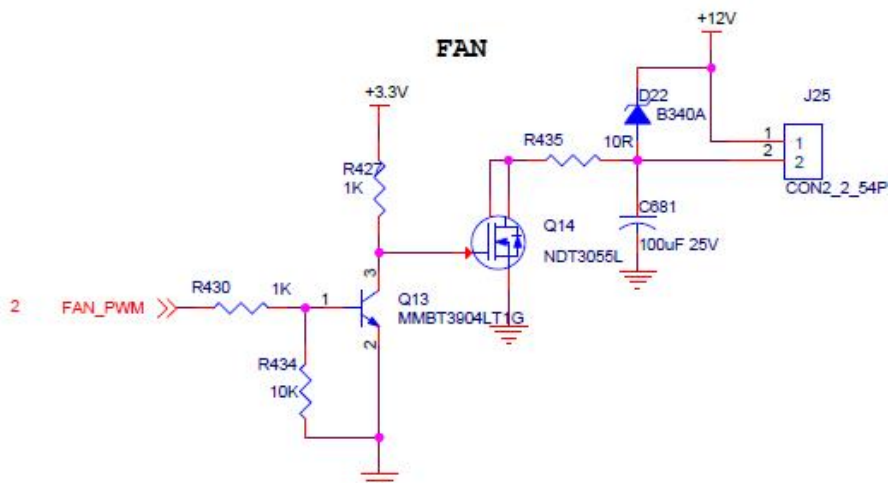 FAN
+12V
+3.3V
D22
B340A
J25
R435
10R
1
1
2
2
CON2_2_54P
R427
1K
C681
100uF 25V
Q14
NDT3055L
3
R430
1K
1
Q13
MMBT3904LT1G
2
FAN_PWM
2
R434
10K